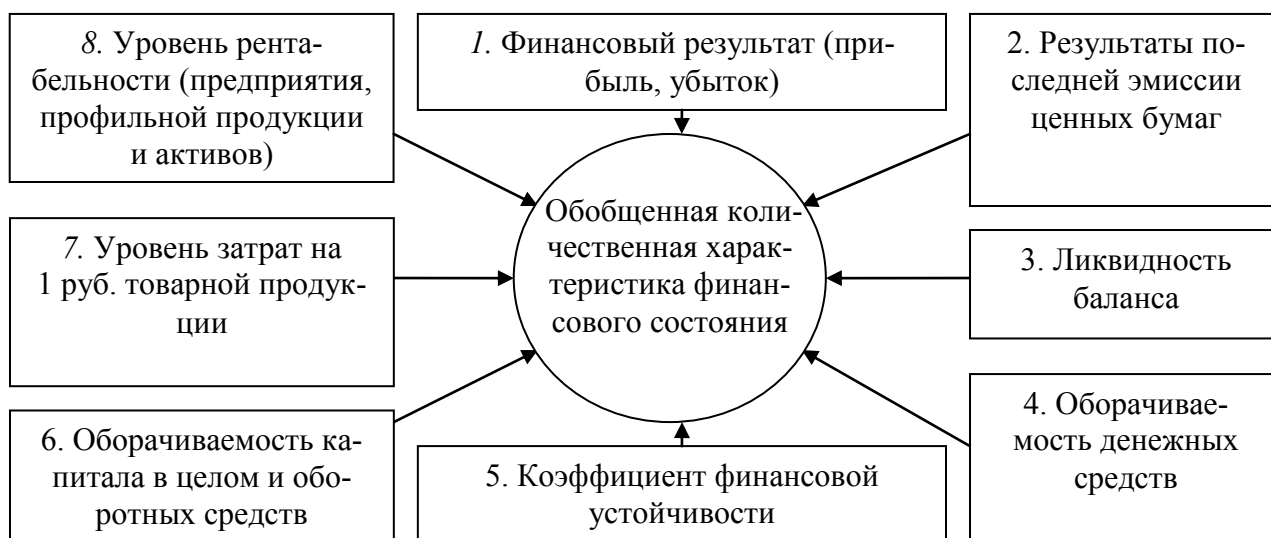 8. Уровень рента-
бельности (предприятия,
профильной продукции
и активов)
1. Финансовый результат (при-
быль, убыток)
2. Результаты по-
следней эмиссии
ценных бумаг
Обобщенная коли-
чественная харак-
теристика финан-
сового состояния
7. Уровень затрат на
1 руб. товарной продук-
ции
3. Ликвидность
баланса
6. Оборачиваемость ка-
питала в целом и обо-
ротных средств
5. Коэффициент финансовой
устойчивости
4. Оборачивае-
мость денежных
средств